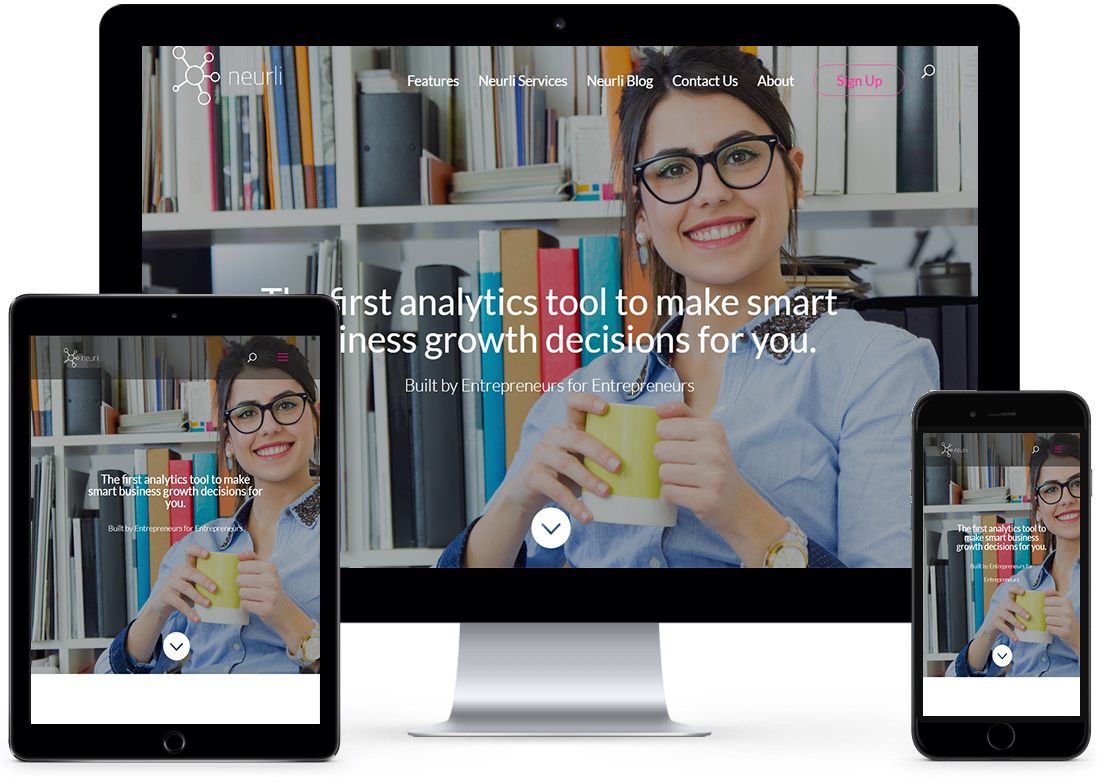 neurli
Features Neurli Services Neurli Blog Contact Us About Sign Up
The first analytics tool to make smart
iness growth decisions for you.
Built by Entrepreneurs for Entrepreneurs
neurli
The first analytics tool to make
smart business growth decisions for
you.
Built by Entrepreneurs for Entrepreneurs.
neurli
The first analytics tool to
make smart business
growth decisions for you.
Built by Entrepreneurs for
Entrepreneurs